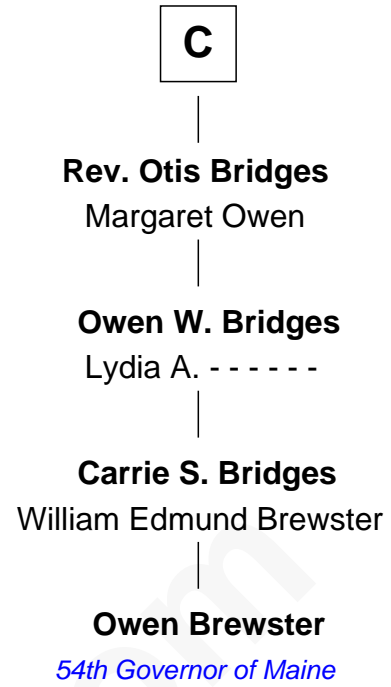 C
Rev. Otis Bridges
Margaret Owen
Owen W. Bridges
Lydia A. - - - - - -
Carrie S. Bridges
William Edmund Brewster
Owen Brewster
54th Governor of Maine